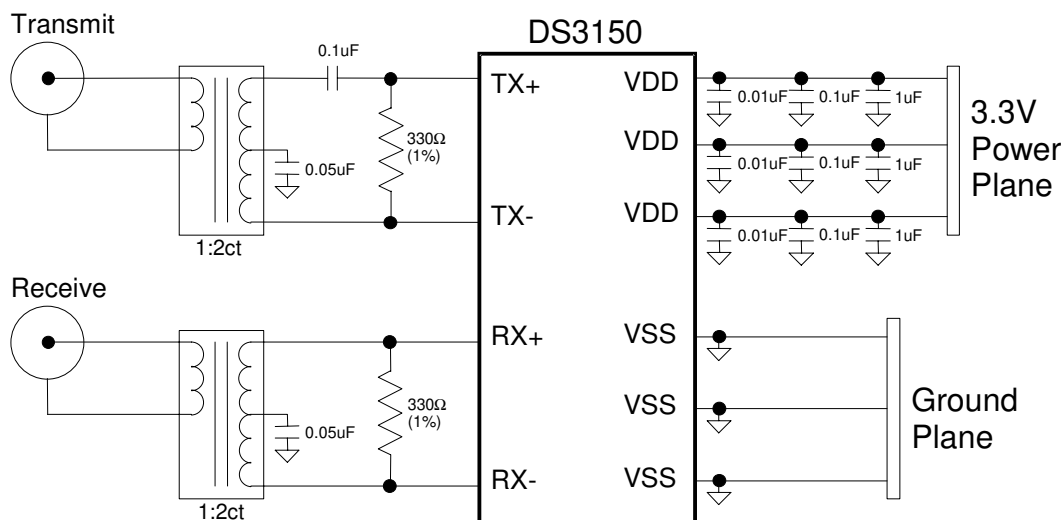 Transmit
DS3150
0.1uF
TX+
VDD
0.01uF
0.1uF
1uF
3.3V
Power
Plane
330Ω
(1%)
VDD
0.05uF
0.01uF
0.1uF
1uF
TX-
VDD
0.01uF
0.1uF
1uF
1:2ct
Receive
RX+
VSS
330Ω
(1%)
VSS
Ground
Plane
0.05uF
RX-
VSS
1:2ct